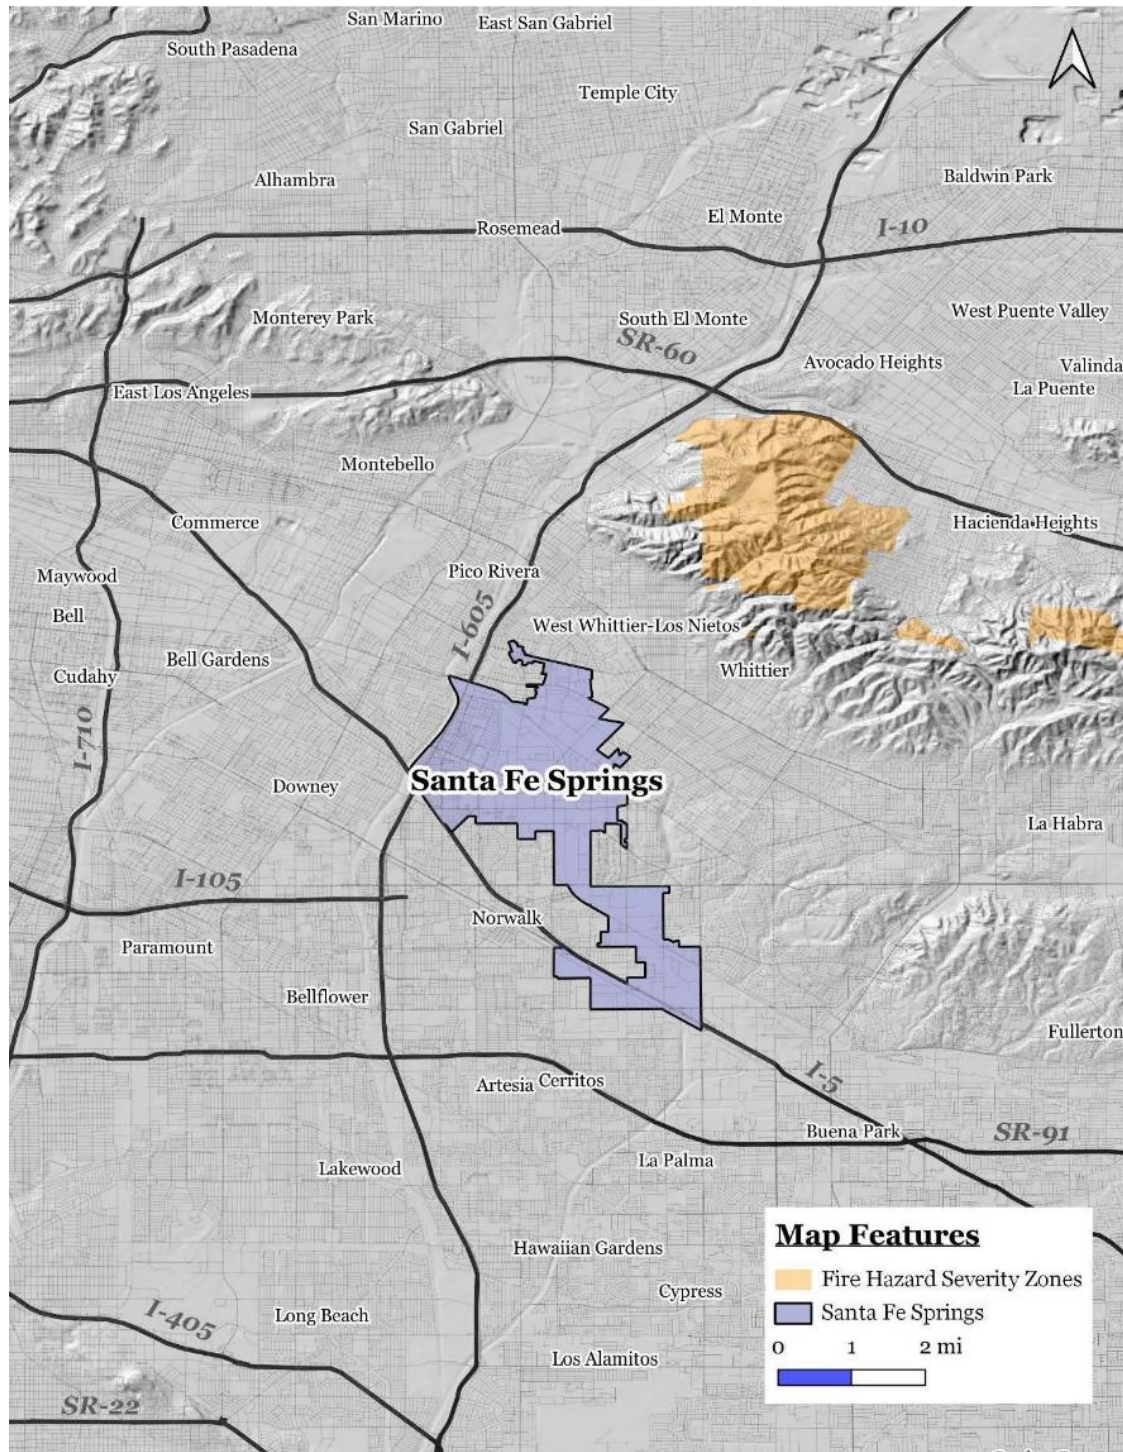 San Marino
East San Gabriel
South Pasadena
Temple City
San Gabriel
Alhambra
Baldwin Park
El Monte
Rosemead
I-10
West Puente Valley
Monterey Park
South El Monte
SR-60
Avocado Heights
Valinda
La Puente
East Los Angeles
Montebello
Commerce
Hacienda Heights
Pico Rivera
Maywood
Bell
I-605
West Whittier-Los Nietos
Bell Gardens
Whittier
Cudahy
I-710
Santa Fe Springs
Downey
La Habra
I-105
Norwalk
Paramount
Bellflower
Fullerton
Artesia
Cerritos
I-5
Buena Park
SR-91
La Palma
Lakewood
Hawaiian Gardens
Cypress
Long Beach
I-405
Los Alamitos
SR-22
Map Features
Fire Hazard Severity Zones
Santa Fe Springs
0 1 2 mi